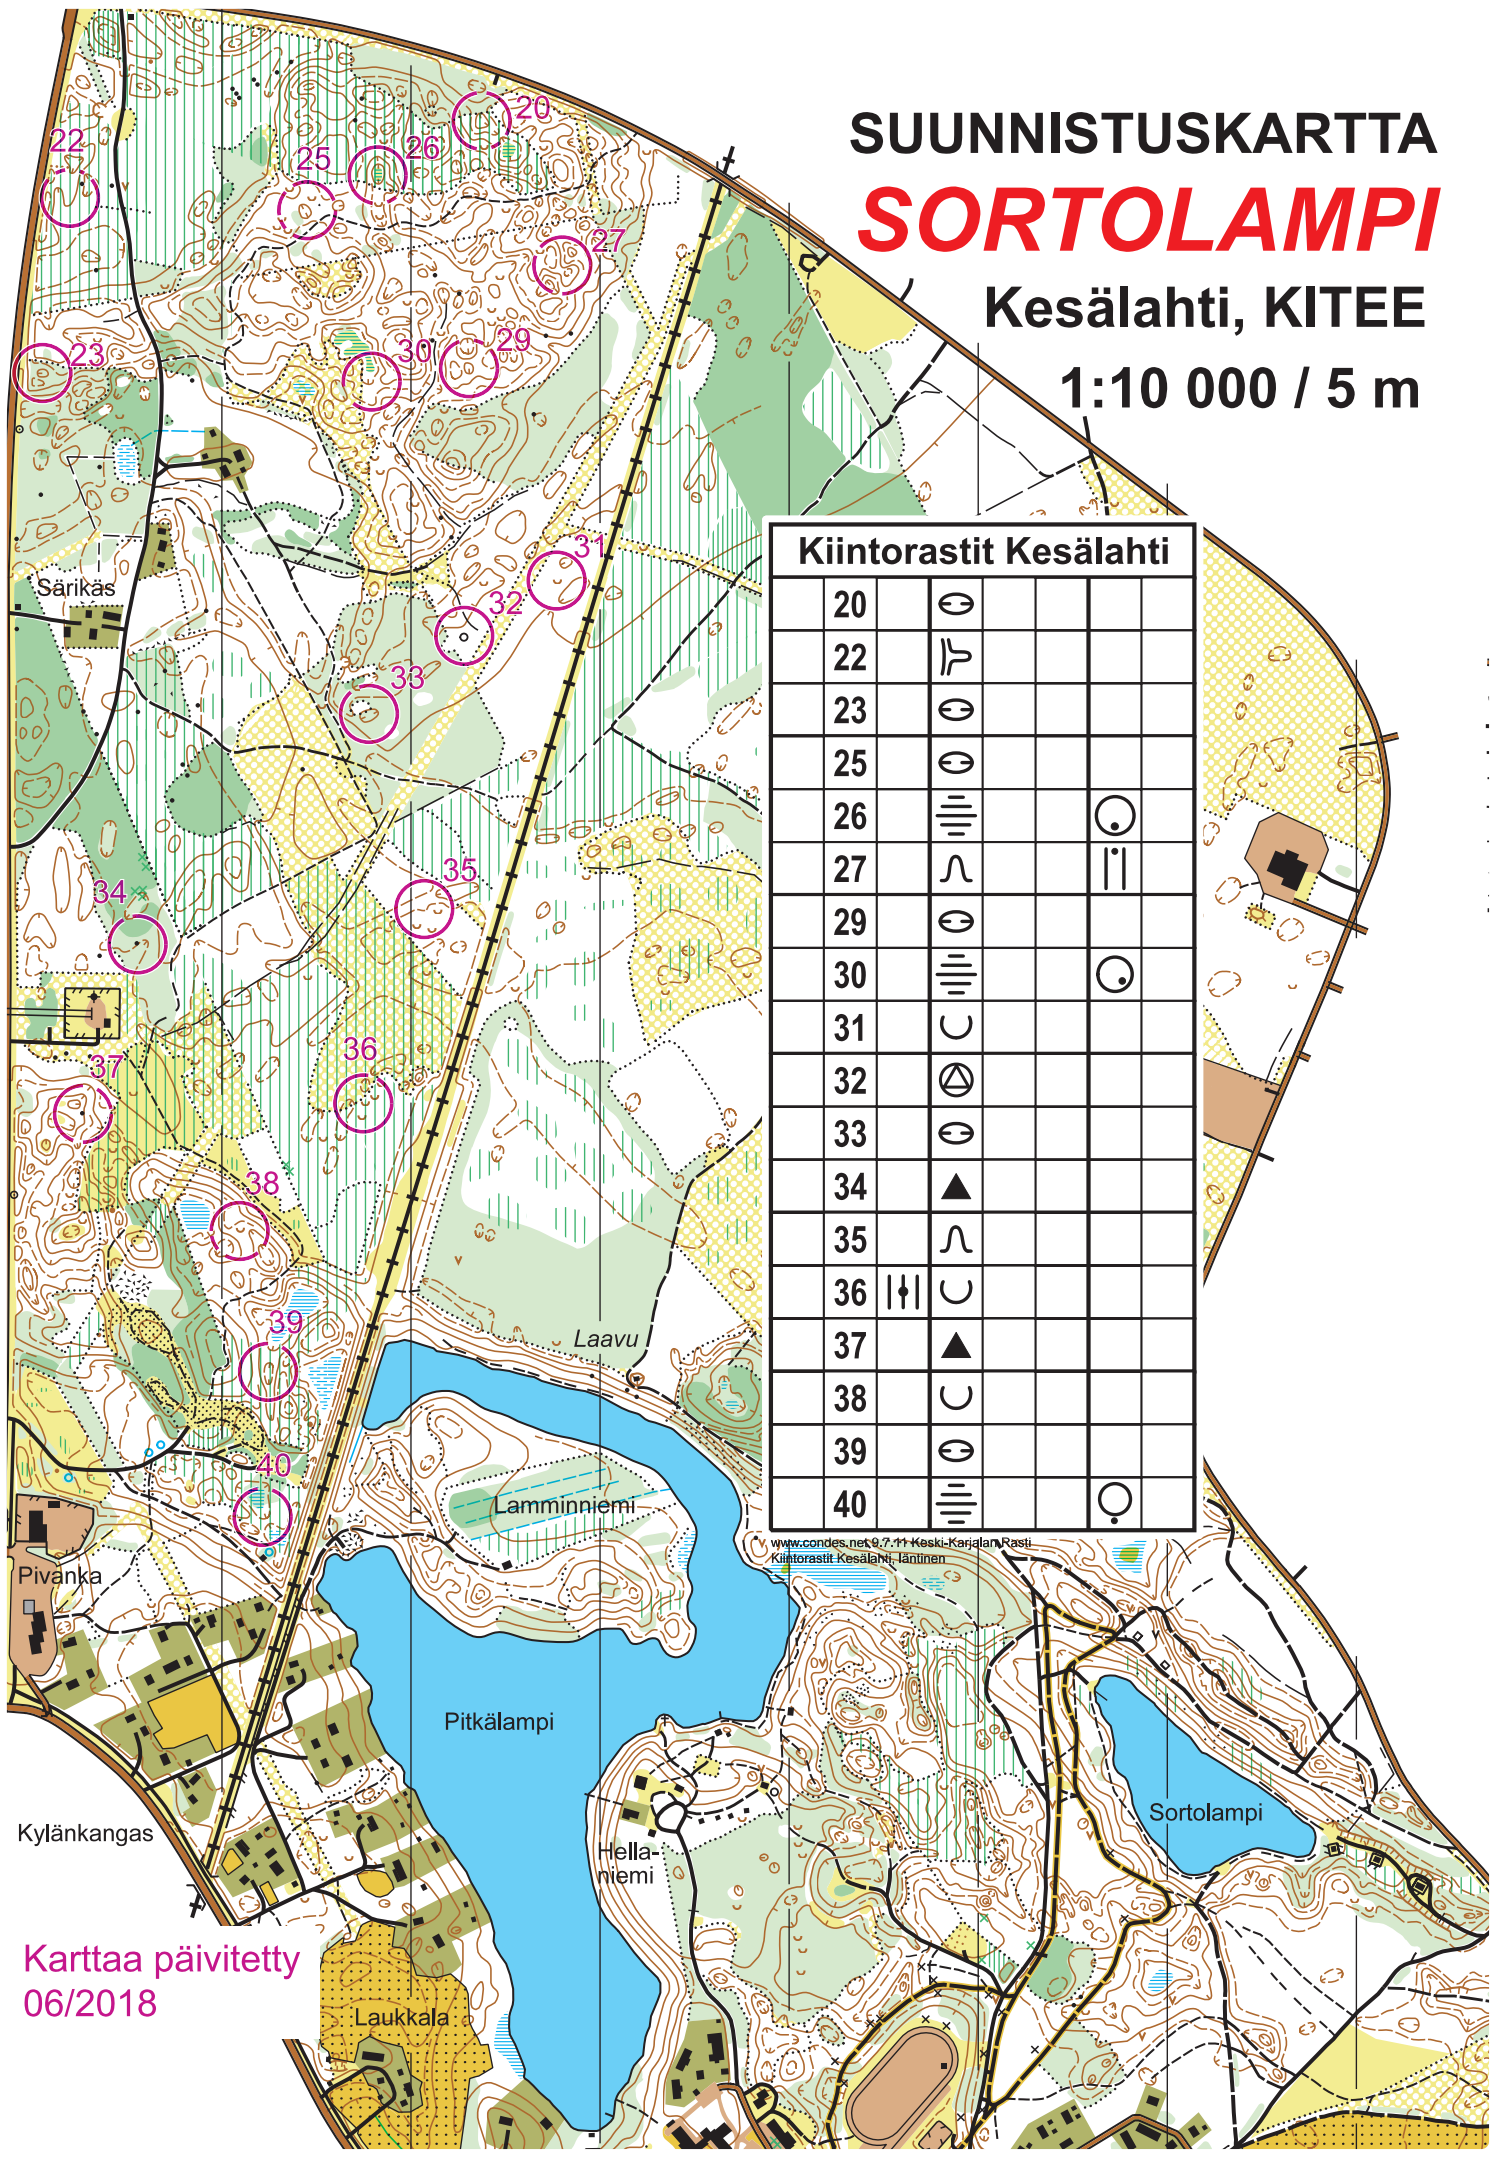 SUUNNISTUSKARTTA
SORTOLAMPI
Kesälahti, KITEE
1:10 000 / 5 m
20
22
25
26
27
23
30
29
31
32
33
35
34
36
37
38
39
40
Särikäs
Laavu
Lamminniemi
Pivanka
Pitkälampi
Kylänkangas
Sortolampi
Hella-
niemi
Laukkala
Kiintorastit Kesälahti
20
22
23
25
26
27
29
30
31
32
33
34
35
36
37
38
39
40
www.condes.net 9.7.11 Keski-Karjalan Rasti
Kiintorastit Kesälahti, läntinen
Karttaa päivitetty
06/2018